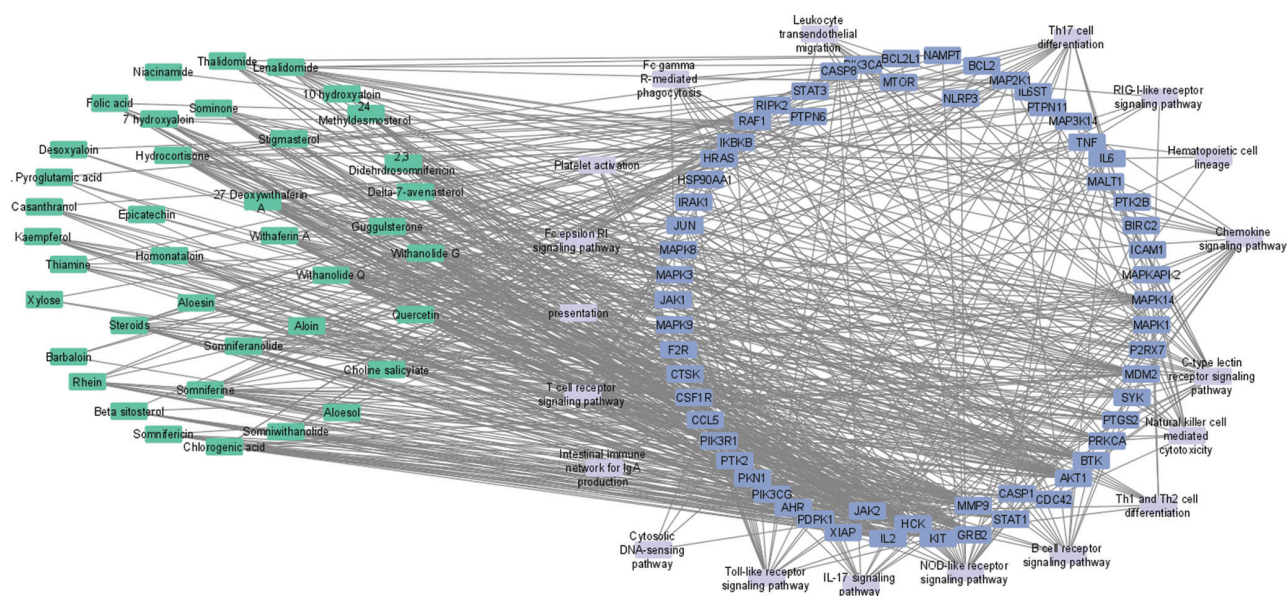 Thalidomide
Niacinamide
Lenalidomide
10 hydroxyaloin
Folic acid
7 hydroxyaloin
Sominone
24
Methyldesmosterol
Stigmasterol
Desoxyaloin
Hydrocortisone
2,3
Didehrdrosomnifericin
. Pyroglutamic acid
27 Deoxywithaferin
A
Delta-7-avenasterol
Casanthranol
Epicatechin
Guggulsterone
Kaempferol
Withaferin A
Homonataloin
Withanolide G
Thiamine
Withanolide Q
Xylose
Aloesin
Quercetin
Steroids
Aloin
Somniferanolide
Barbaloin
Choline salicylate
Rhein
Somniferine
Beta sitosterol
Aloesol
Somnifericin
Somniwithanolide
Chlorogenic acid
Leukocyte
transendothelial
migration
Fc gamma
R-mediated
phagocytosis
Platelet activation
Fc epsilon RI
signaling pathway
presentation
T cell receptor
signaling pathway
Intestinal immune
network for IgA
production
Cytosolic
DNA-sensing
pathway
Toll-like receptor
signaling pathway
IL-17 signaling
pathway
NOD-like receptor
signaling pathway
B cell receptor
signaling pathway
Th1 and Th2 cell
differentiation
Natural killer cell
mediated
cytotoxicity
C-type lectin
receptor signaling
pathway
Chemokine
signaling pathway
Hematopoietic cell
lineage
RIG-I-like receptor
signaling pathway
Th17 cell
differentiation
NAMPT
BCL2L1
PIK3CA
CASP8
MTOR
STAT3
RIPK2
PTPN6
RAF1
IKBKB
HRAS
HSP90AA1
IRAK1
JUN
MAPK8
MAPK3
JAK1
MAPK9
F2R
CTSK
CSF1R
CCL5
PIK3R1
PTK2
PKN1
PIK3CG
AHR
PDPK1
XIAP
JAK2
IL2
HCK
KIT
GRB2
MMP9
STAT1
CASP1
CDC42
AKT1
BTK
PRKCA
PTGS2
SYK
MDM2
P2RX7
MAPK1
MAPK14
MAPKAPK2
ICAM1
BIRC2
PTK2B
MALT1
IL6
TNF
MAP3K14
PTPN11
IL6ST
MAP2K1
NLRP3
BCL2